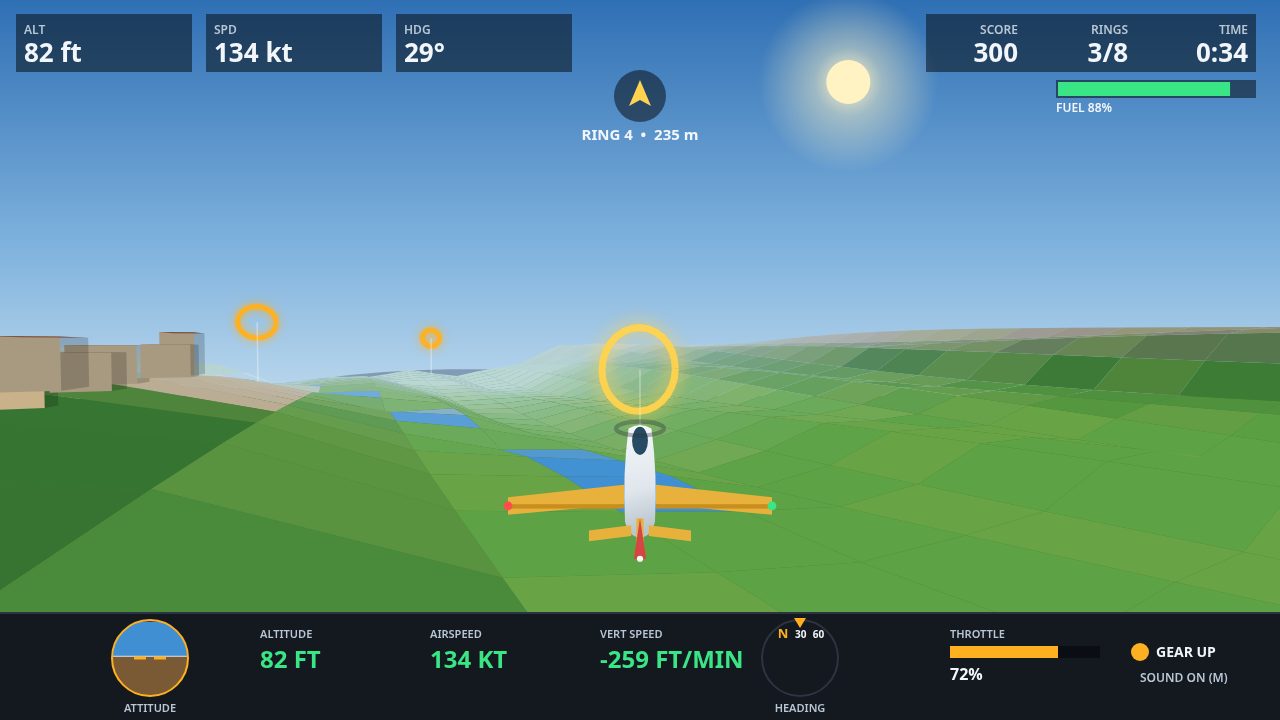 ALT
82 ft
SPD
134 kt
HDG
29°
SCORE
300
RINGS
3/8
TIME
0:34
FUEL 88%
RING 4 • 235 m
ATTITUDE
ALTITUDE
82 FT
AIRSPEED
134 KT
VERT SPEED
-259 FT/MIN
N 30 60
HEADING
THROTTLE
72%
GEAR UP
SOUND ON (M)